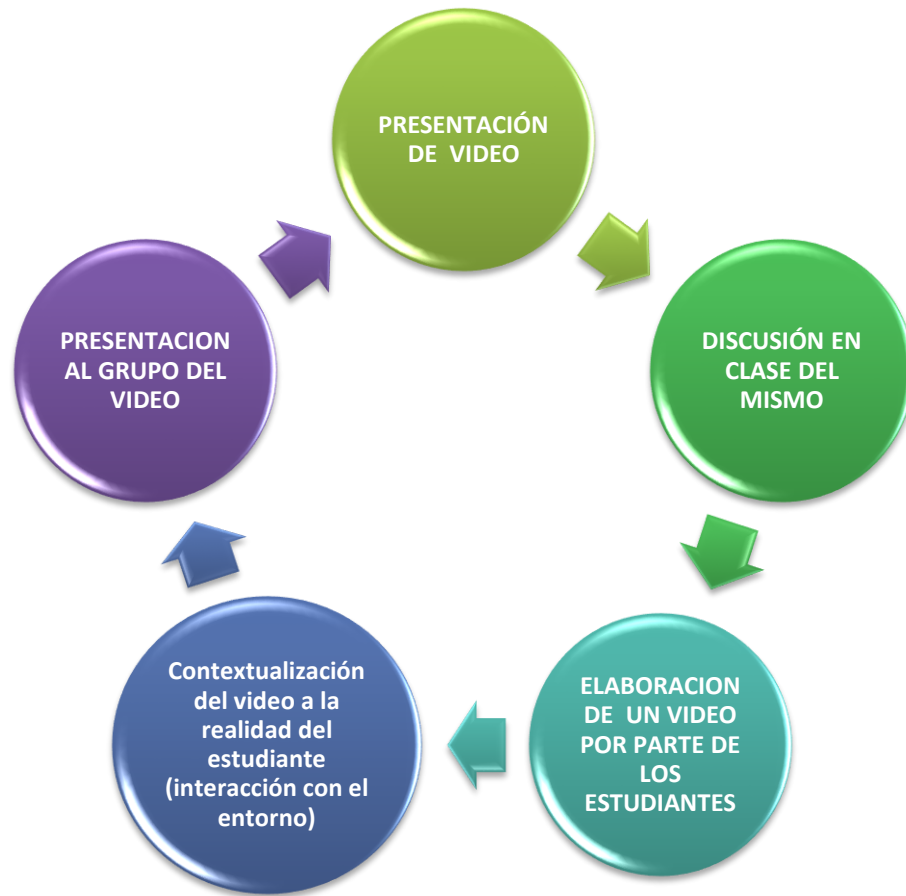 PRESENTACIÓN
DE VIDEO
DISCUSIÓN EN
CLASE DEL
MISMO
ELABORACION
DE UN VIDEO
POR PARTE DE
LOS
ESTUDIANTES
Contextualización
del video a la
realidad del
estudiante
(interacción con el
entorno)
PRESENTACION
AL GRUPO DEL
VIDEO